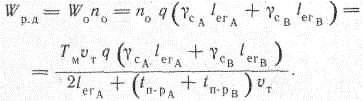 W_{р.д} = W_о n_о = n_о q (γ_{c_A} l_{ег_A} + γ_{c_B} l_{ег_B}) =
= \frac{T_м v_т q (γ_{c_A} l_{ег_A} + γ_{c_B} l_{ег_B})}{2l_{ег_A} + (t_{п-р_A} + t_{п-р_B}) v_т}.